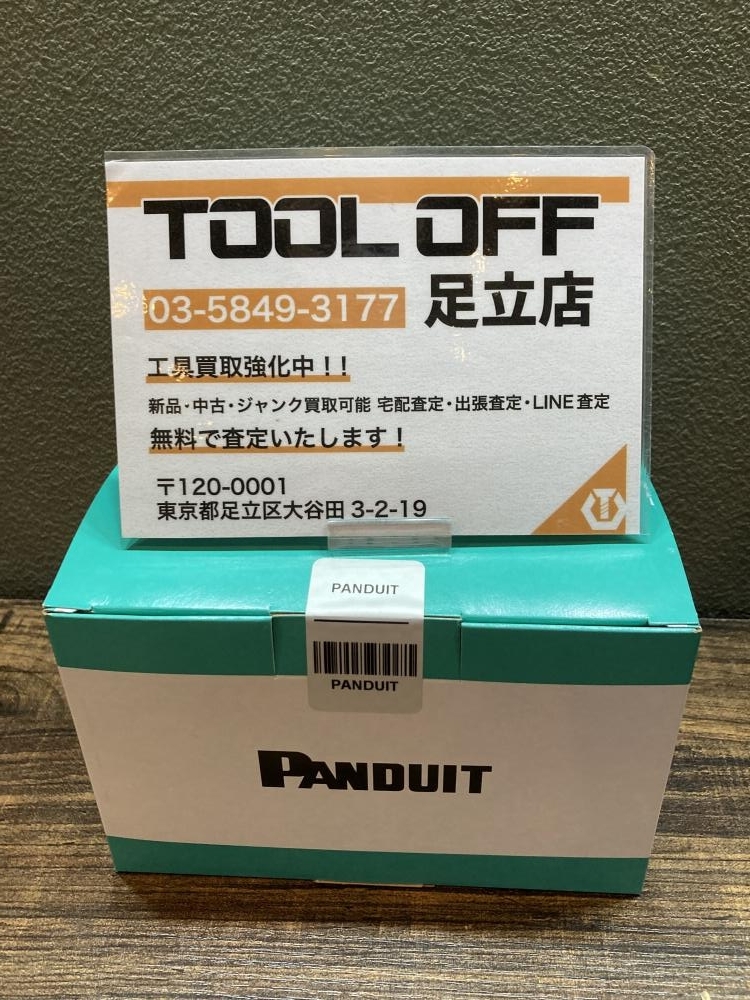 TOOL OFF
03-5849-3177 足立店
工具買取強化中！！
新品・中古・ジャンク買取可能 宅配査定・出張査定・LINE査定
無料で査定いたします！
〒120-0001
東京都足立区大谷田 3-2-19
PANDUIT
PANDUIT
PANDUIT